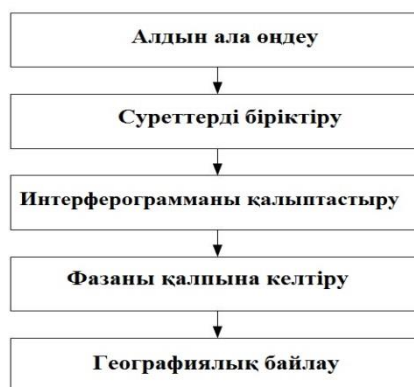 Алдын ала өңдеу
Суреттерді біріктіру
Интерферограмманы қалыптастыру
Фазаны қалпына келтіру
Географиялық байлау